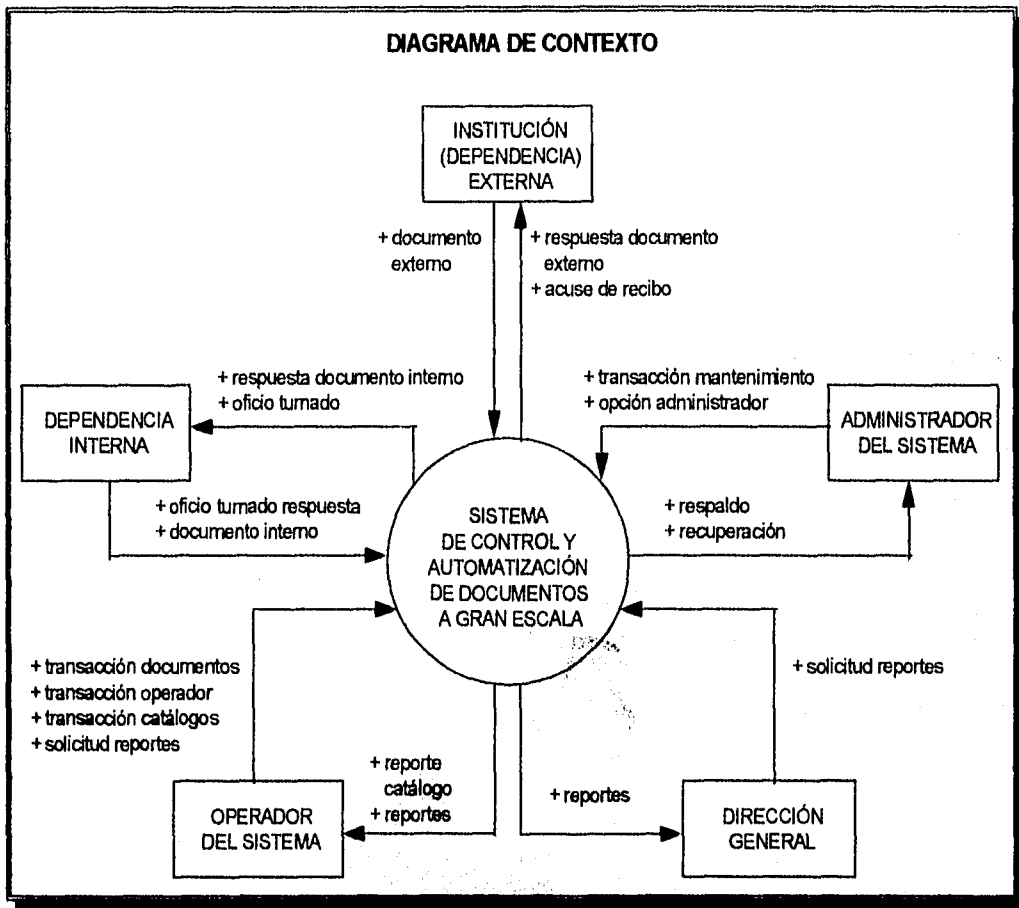 DIAGRAMA DE CONTEXTO
INSTITUCIÓN
(DEPENDENCIA)
EXTERNA
+ documento
externo
+ respuesta documento
externo
+ acuse de recibo
+ respuesta documento interno
+ oficio turnado
+ transacción mantenimiento
+ opción administrador
DEPENDENCIA
INTERNA
ADMINISTRADOR
DEL SISTEMA
+ oficio turnado respuesta
+ documento interno
SISTEMA
DE CONTROL Y
AUTOMATIZACIÓN
DE DOCUMENTOS
A GRAN ESCALA
+ respaldo
+ recuperación
+ transacción documentos
+ transacción operador
+ transacción catálogos
+ solicitud reportes
+ solicitud reportes
+ reporte
catálogo
+ reportes
+ reportes
OPERADOR
DEL SISTEMA
DIRECCIÓN
GENERAL